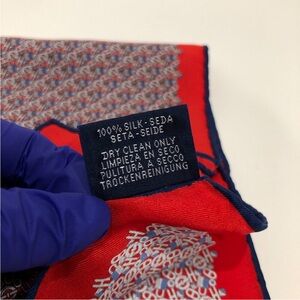 100% SILK-SEDA
SETA-SEIDE
DRY CLEAN ONLY
LIMPIEZA EN SECO
PULITURA A SECCO
TROCKENREINIGUNG